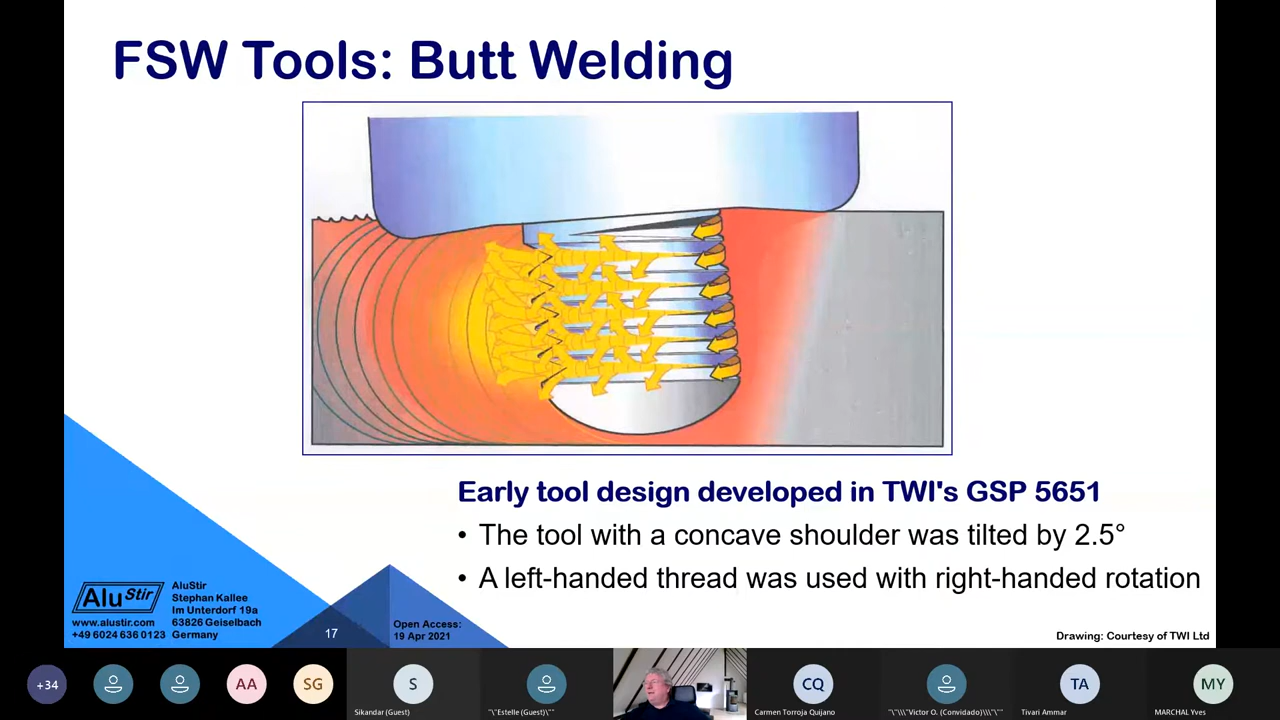 FSW Tools: Butt Welding
Early tool design developed in TWI's GSP 5651
• The tool with a concave shoulder was tilted by 2.5°
• A left-handed thread was used with right-handed rotation
AluStir
www.alustir.com
+49 6024 636 0123
AluStir
Stephan Kallee
Im Unterdorf 19a
63826 Geiselbach
Germany
17
Open Access:
19 Apr 2021
Drawing: Courtesy of TWI Ltd
+34
AA
SG
S
Sikandar (Guest)
"\"Estelle (Guest)\""
CQ
Carmen Torroja Quijano
"\"\\\"Victor O. (Convidado)\\\"\""
TA
Tivari Ammar
MY
MARCHAL Yves